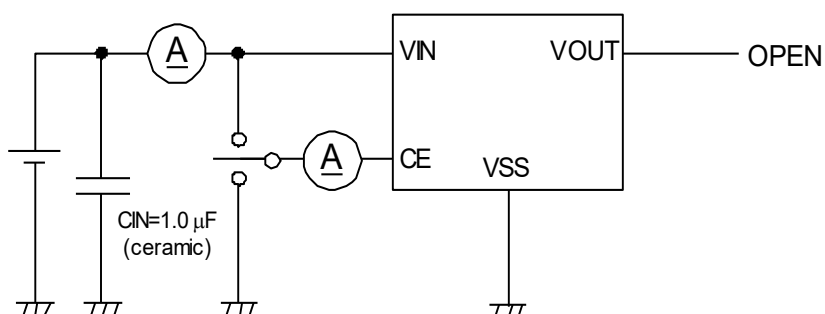 A
VIN
VOUT
OPEN
A
CE
VSS
CIN=1.0 μF
(ceramic)